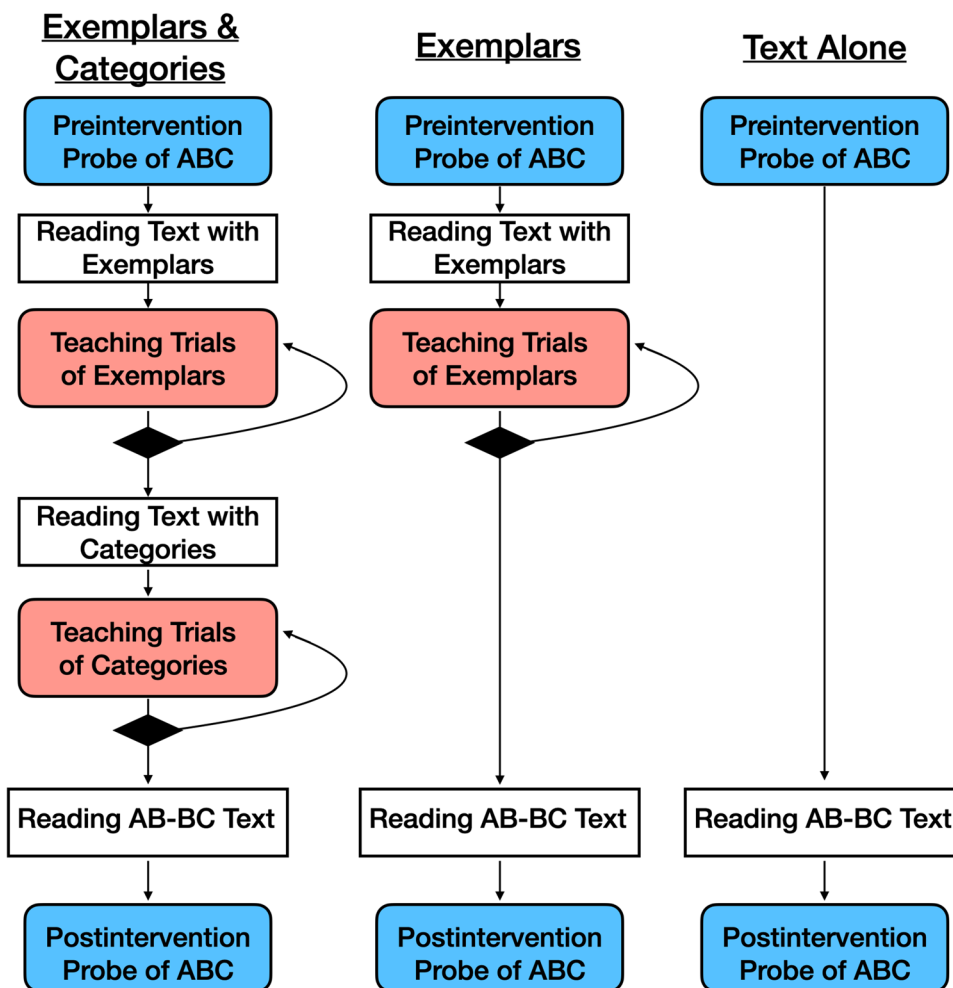 Exemplars &
Categories
Preintervention
Probe of ABC
Reading Text with
Exemplars
Teaching Trials
of Exemplars
Reading Text with
Categories
Teaching Trials
of Categories
Reading AB-BC Text
Postintervention
Probe of ABC
Exemplars
Preintervention
Probe of ABC
Reading Text with
Exemplars
Teaching Trials
of Exemplars
Reading AB-BC Text
Postintervention
Probe of ABC
Text Alone
Preintervention
Probe of ABC
Reading AB-BC Text
Postintervention
Probe of ABC